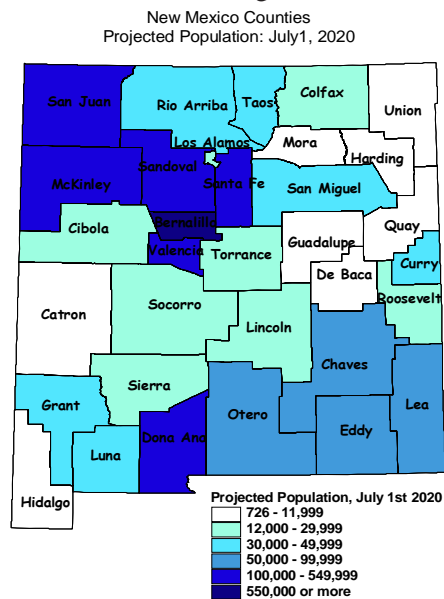 New Mexico Counties
Projected Population: July1, 2020
San Juan
Rio Arriba
Taos
Colfax
Union
Los Alamos
Mora
Harding
McKinley
Sandoval
Santa Fe
San Miguel
Cibola
Bernalillo
Valencia
Torrance
Guadalupe
Quay
De Baca
Curry
Roosevelt
Catron
Socorro
Lincoln
Chaves
Sierra
Grant
Otero
Lea
Luna
Dona Ana
Eddy
Hidalgo
Projected Population, July 1st 2020
726 - 11,999
12,000 - 29,999
30,000 - 49,999
50,000 - 99,999
100,000 - 549,999
550,000 or more